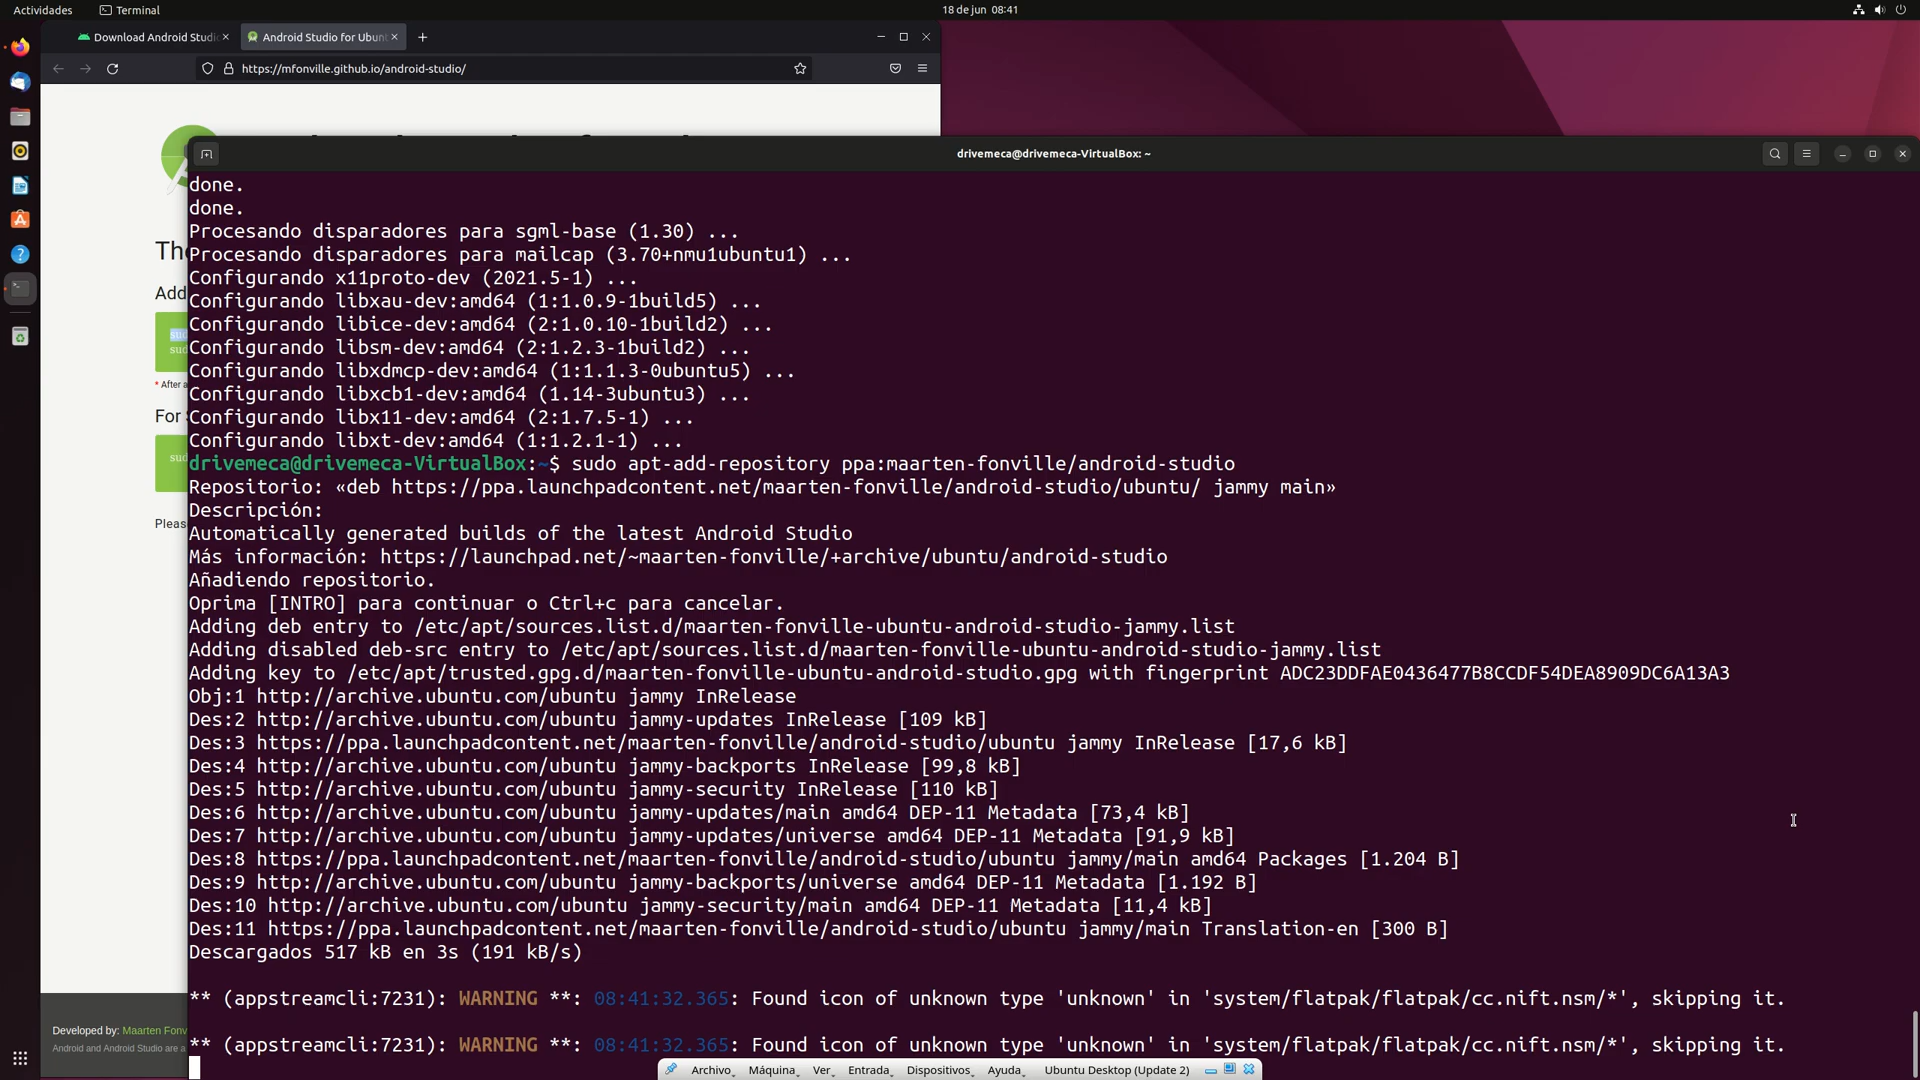 Actividades
Terminal
18 de jun 08:41
Download Android Studi
Android Studio for Ubun
https://mfonville.github.io/android-studio/
drivemeca@drivemeca-VirtualBox: ~
The
Add
sud
* After a
For
sud
Pleas
done.
done.
Procesando disparadores para sgml-base (1.30) ...
Procesando disparadores para mailcap (3.70+nmu1ubuntu1) ...
Configurando x11proto-dev (2021.5-1) ...
Configurando libxau-dev:amd64 (1:1.0.9-1build5) ...
Configurando libice-dev:amd64 (2:1.0.10-1build2) ...
Configurando libsm-dev:amd64 (2:1.2.3-1build2) ...
Configurando libxdmcp-dev:amd64 (1:1.1.3-0ubuntu5) ...
Configurando libxcb1-dev:amd64 (1.14-3ubuntu3) ...
Configurando libx11-dev:amd64 (2:1.7.5-1) ...
Configurando libxt-dev:amd64 (1:1.2.1-1) ...
drivemeca@drivemeca-VirtualBox:~$ sudo apt-add-repository ppa:maarten-fonville/android-studio
Repositorio: «deb https://ppa.launchpadcontent.net/maarten-fonville/android-studio/ubuntu/ jammy main»
Descripción:
Automatically generated builds of the latest Android Studio
Más información: https://launchpad.net/~maarten-fonville/+archive/ubuntu/android-studio
Añadiendo repositorio.
Oprima [INTRO] para continuar o Ctrl+c para cancelar.
Adding deb entry to /etc/apt/sources.list.d/maarten-fonville-ubuntu-android-studio-jammy.list
Adding disabled deb-src entry to /etc/apt/sources.list.d/maarten-fonville-ubuntu-android-studio-jammy.list
Adding key to /etc/apt/trusted.gpg.d/maarten-fonville-ubuntu-android-studio.gpg with fingerprint ADC23DDFAE0436477B8CCDF54DEA8909DC6A13A3
Obj:1 http://archive.ubuntu.com/ubuntu jammy InRelease
Des:2 http://archive.ubuntu.com/ubuntu jammy-updates InRelease [109 kB]
Des:3 https://ppa.launchpadcontent.net/maarten-fonville/android-studio/ubuntu jammy InRelease [17,6 kB]
Des:4 http://archive.ubuntu.com/ubuntu jammy-backports InRelease [99,8 kB]
Des:5 http://archive.ubuntu.com/ubuntu jammy-security InRelease [110 kB]
Des:6 http://archive.ubuntu.com/ubuntu jammy-updates/main amd64 DEP-11 Metadata [73,4 kB]
Des:7 http://archive.ubuntu.com/ubuntu jammy-updates/universe amd64 DEP-11 Metadata [91,9 kB]
Des:8 https://ppa.launchpadcontent.net/maarten-fonville/android-studio/ubuntu jammy/main amd64 Packages [1.204 B]
Des:9 http://archive.ubuntu.com/ubuntu jammy-backports/universe amd64 DEP-11 Metadata [1.192 B]
Des:10 http://archive.ubuntu.com/ubuntu jammy-security/main amd64 DEP-11 Metadata [11,4 kB]
Des:11 https://ppa.launchpadcontent.net/maarten-fonville/android-studio/ubuntu jammy/main Translation-en [300 B]
Descargados 517 kB en 3s (191 kB/s)
** (appstreamcli:7231): WARNING **: 08:41:32.365: Found icon of unknown type 'unknown' in 'system/flatpak/flatpak/cc.nift.nsm/*', skipping it.
** (appstreamcli:7231): WARNING **: 08:41:32.365: Found icon of unknown type 'unknown' in 'system/flatpak/flatpak/cc.nift.nsm/*', skipping it.
Developed by: Maarten Fonv
Android and Android Studio are a
Archivo Máquina Ver Entrada Dispositivos Ayuda Ubuntu Desktop (Update 2)